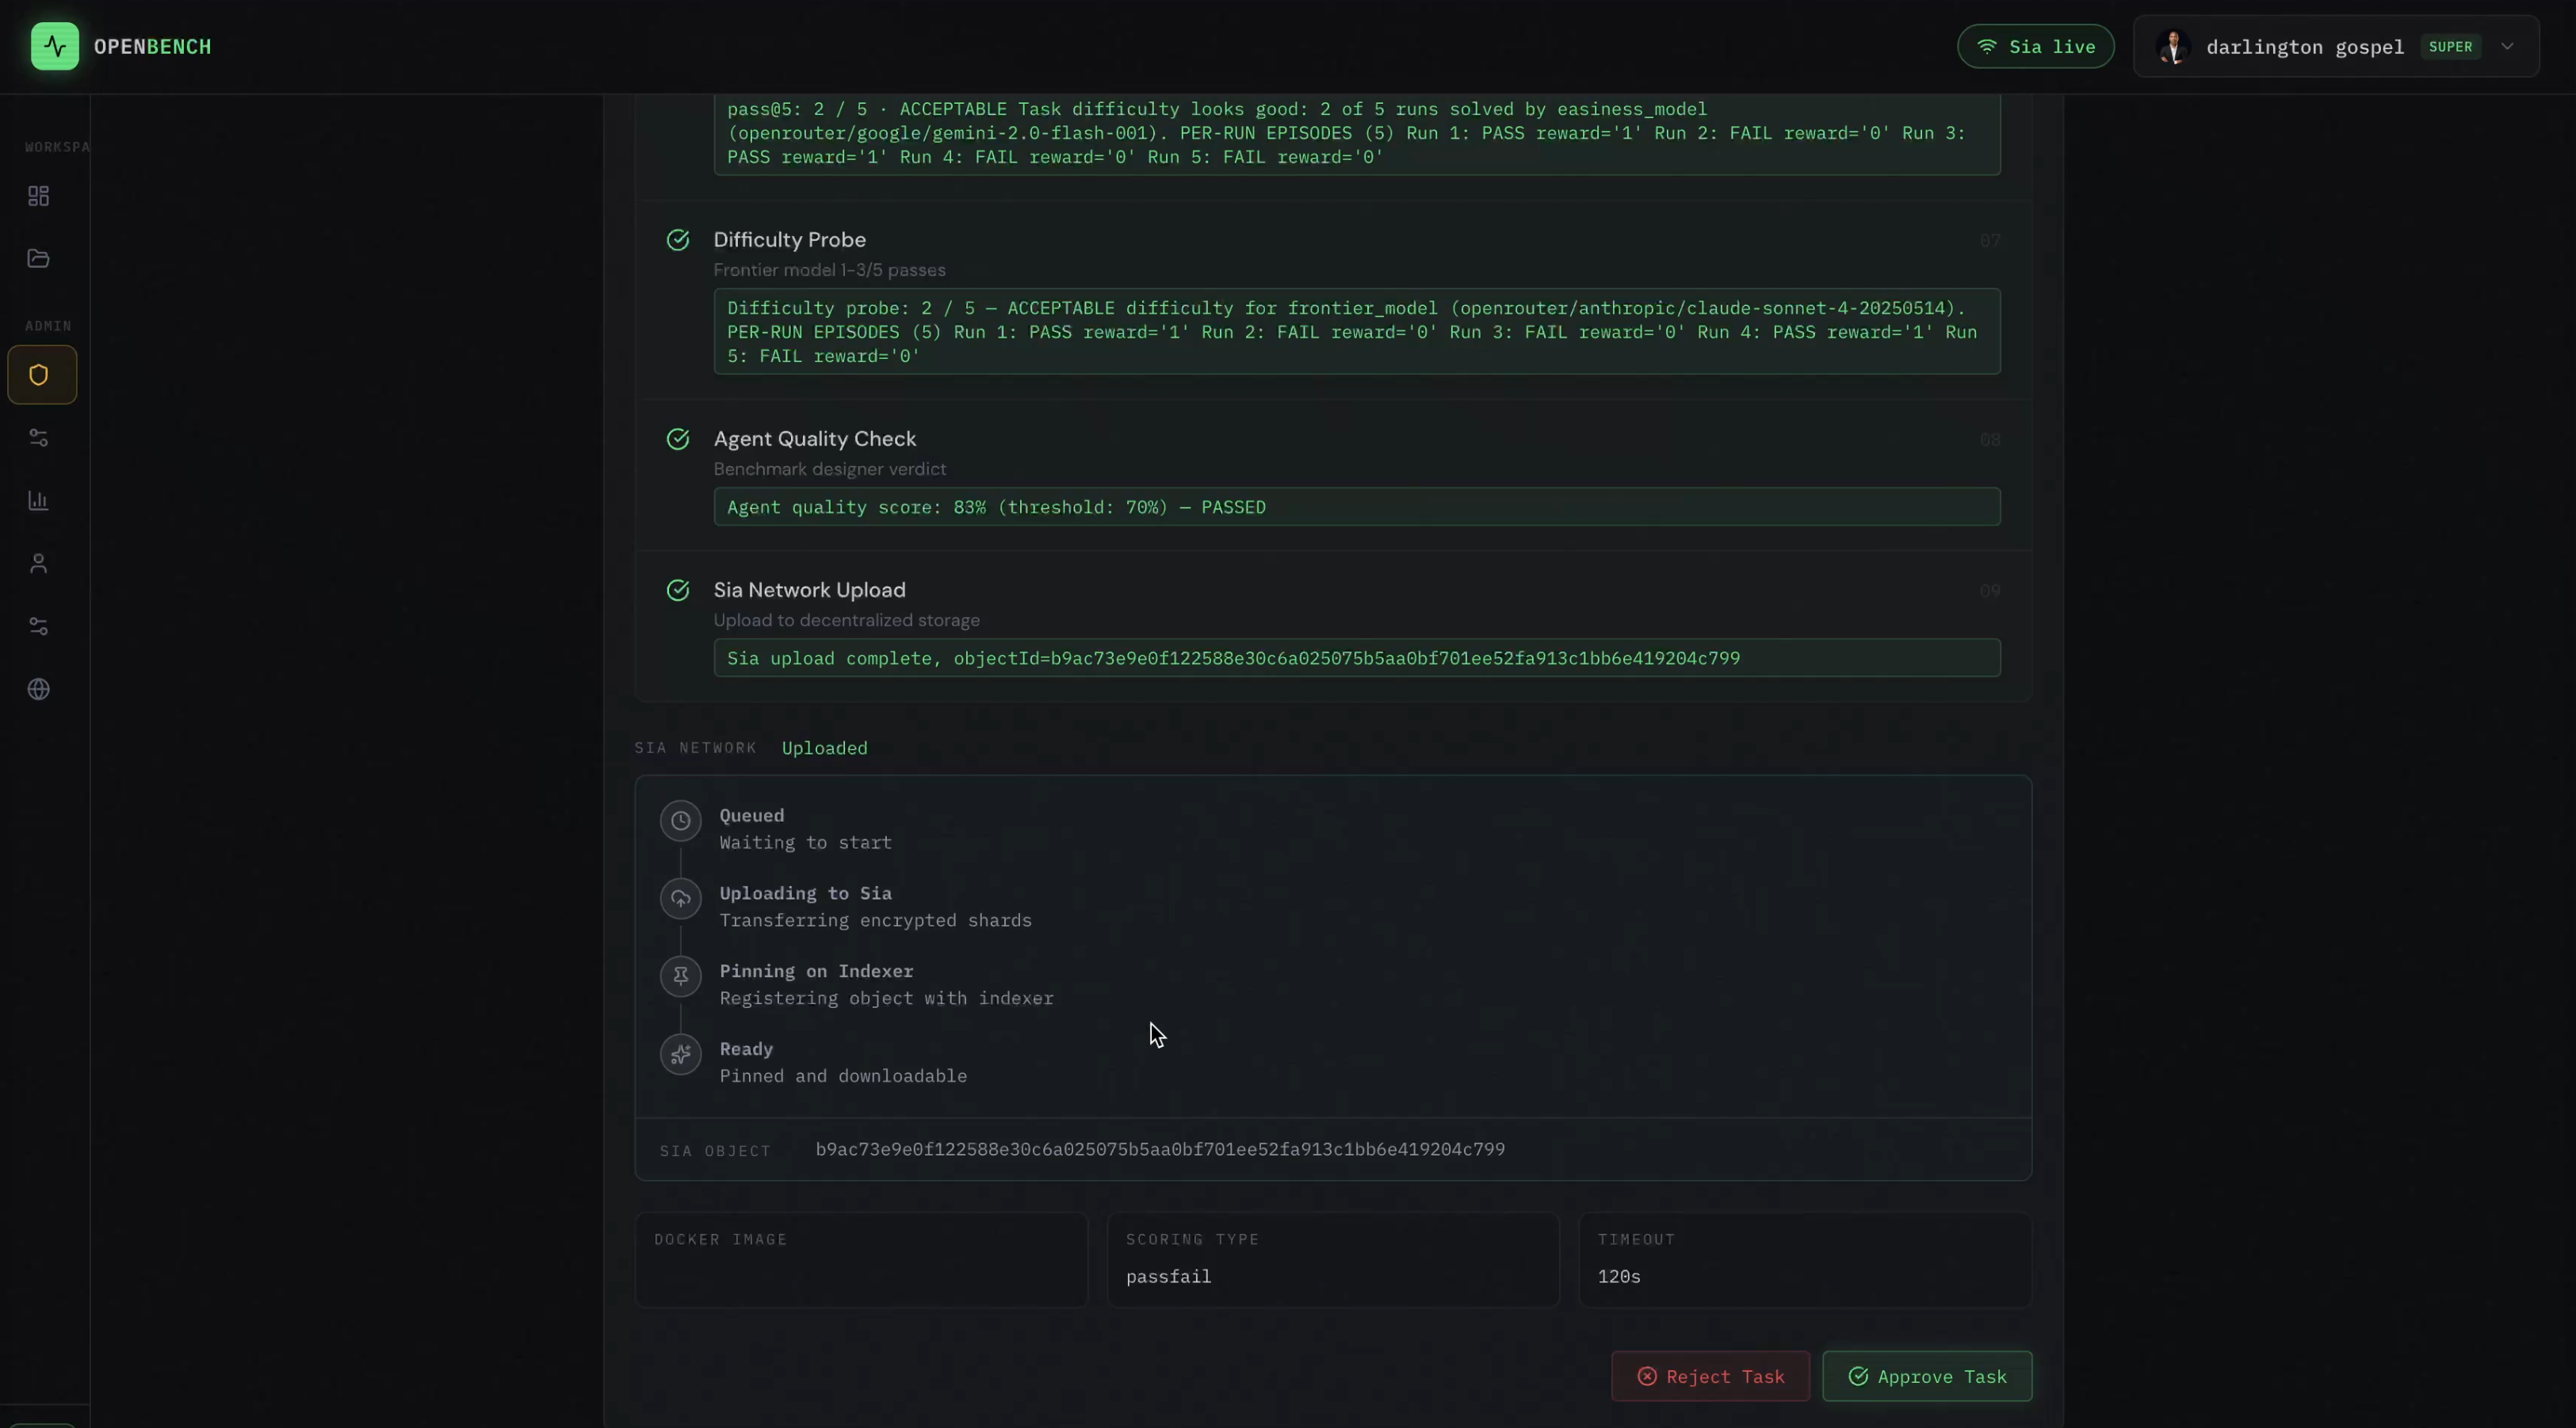 OPENBENCH
Sia live
darlington gospel SUPER
WORKSPA
ADMIN
pass@5: 2 / 5 · ACCEPTABLE Task difficulty looks good: 2 of 5 runs solved by easiness_model
(openrouter/google/gemini-2.0-flash-001). PER-RUN EPISODES (5) Run 1: PASS reward='1' Run 2: FAIL reward='0' Run 3:
PASS reward='1' Run 4: FAIL reward='0' Run 5: FAIL reward='0'
Difficulty Probe
07
Frontier model 1-3/5 passes
Difficulty probe: 2 / 5 — ACCEPTABLE difficulty for frontier_model (openrouter/anthropic/claude-sonnet-4-20250514).
PER-RUN EPISODES (5) Run 1: PASS reward='1' Run 2: FAIL reward='0' Run 3: FAIL reward='0' Run 4: PASS reward='1' Run
5: FAIL reward='0'
Agent Quality Check
08
Benchmark designer verdict
Agent quality score: 83% (threshold: 70%) — PASSED
Sia Network Upload
09
Upload to decentralized storage
Sia upload complete, objectId=b9ac73e9e0f122588e30c6a025075b5aa0bf701ee52fa913c1bb6e419204c799
SIA NETWORK Uploaded
Queued
Waiting to start
Uploading to Sia
Transferring encrypted shards
Pinning on Indexer
Registering object with indexer
Ready
Pinned and downloadable
SIA OBJECT b9ac73e9e0f122588e30c6a025075b5aa0bf701ee52fa913c1bb6e419204c799
DOCKER IMAGE
SCORING TYPE
passfail
TIMEOUT
120s
Reject Task
Approve Task